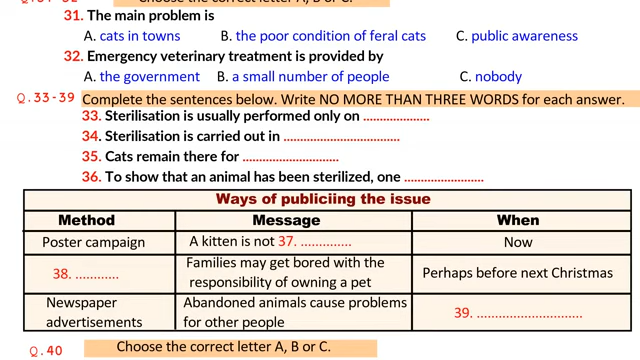 Q.31-32 Choose the correct letter A, B or C.
31. The main problem is
A. cats in towns B. the poor condition of feral cats C. public awareness
32. Emergency veterinary treatment is provided by
A. the government B. a small number of people C. nobody
Q.33-39 Complete the sentences below. Write NO MORE THAN THREE WORDS for each answer.
33. Sterilisation is usually performed only on ....................
34. Sterilisation is carried out in ...................................
35. Cats remain there for .............................
36. To show that an animal has been sterilized, one ........................
Ways of publiciing the issue
Method Message When
Poster campaign A kitten is not 37. .............. Now
38. ............ Families may get bored with the responsibility of owning a pet Perhaps before next Christmas
Newspaper advertisements Abandoned animals cause problems for other people 39. .............................
Q.40 Choose the correct letter A, B or C.